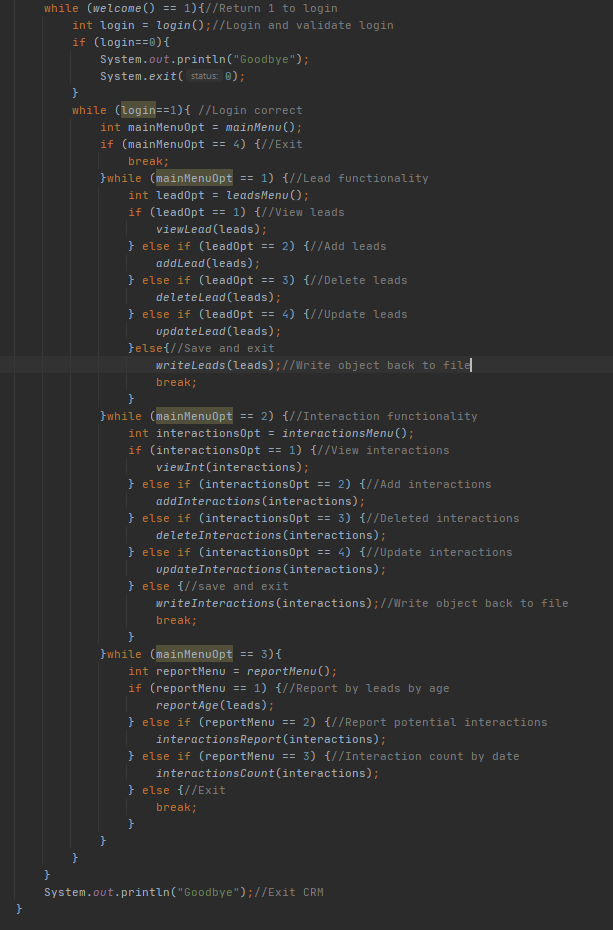 while (welcome() == 1){//Return 1 to login
int login = login();//Login and validate login
if (login==0){
System.out.println("Goodbye");
System.exit( status: 0);
}
while (login==1){ //Login correct
int mainMenuOpt = mainMenu();
if (mainMenuOpt == 4) {//Exit
break;
}while (mainMenuOpt == 1) {//Lead functionality
int leadOpt = leadsMenu();
if (leadOpt == 1) {//View leads
viewLead(leads);
} else if (leadOpt == 2) {//Add leads
addLead(leads);
} else if (leadOpt == 3) {//Delete leads
deleteLead(leads);
} else if (leadOpt == 4) {//Update leads
updateLead(leads);
}else{//Save and exit
writeLeads(leads);//Write object back to file
break;
}
}while (mainMenuOpt == 2) {//Interaction functionality
int interactionsOpt = interactionsMenu();
if (interactionsOpt == 1) {//View interactions
viewInt(interactions);
} else if (interactionsOpt == 2) {//Add interactions
addInteractions(interactions);
} else if (interactionsOpt == 3) {//Deleted interactions
deleteInteractions(interactions);
} else if (interactionsOpt == 4) {//Update interactions
updateInteractions(interactions);
} else {//save and exit
writeInteractions(interactions);//Write object back to file
break;
}
}while (mainMenuOpt == 3){
int reportMenu = reportMenu();
if (reportMenu == 1) {//Report by leads by age
reportAge(leads);
} else if (reportMenu == 2) {//Report potential interactions
interactionsReport(interactions);
} else if (reportMenu == 3) {//Interaction count by date
interactionsCount(interactions);
} else {//Exit
break;
}
}
}
}
System.out.println("Goodbye");//Exit CRM
}